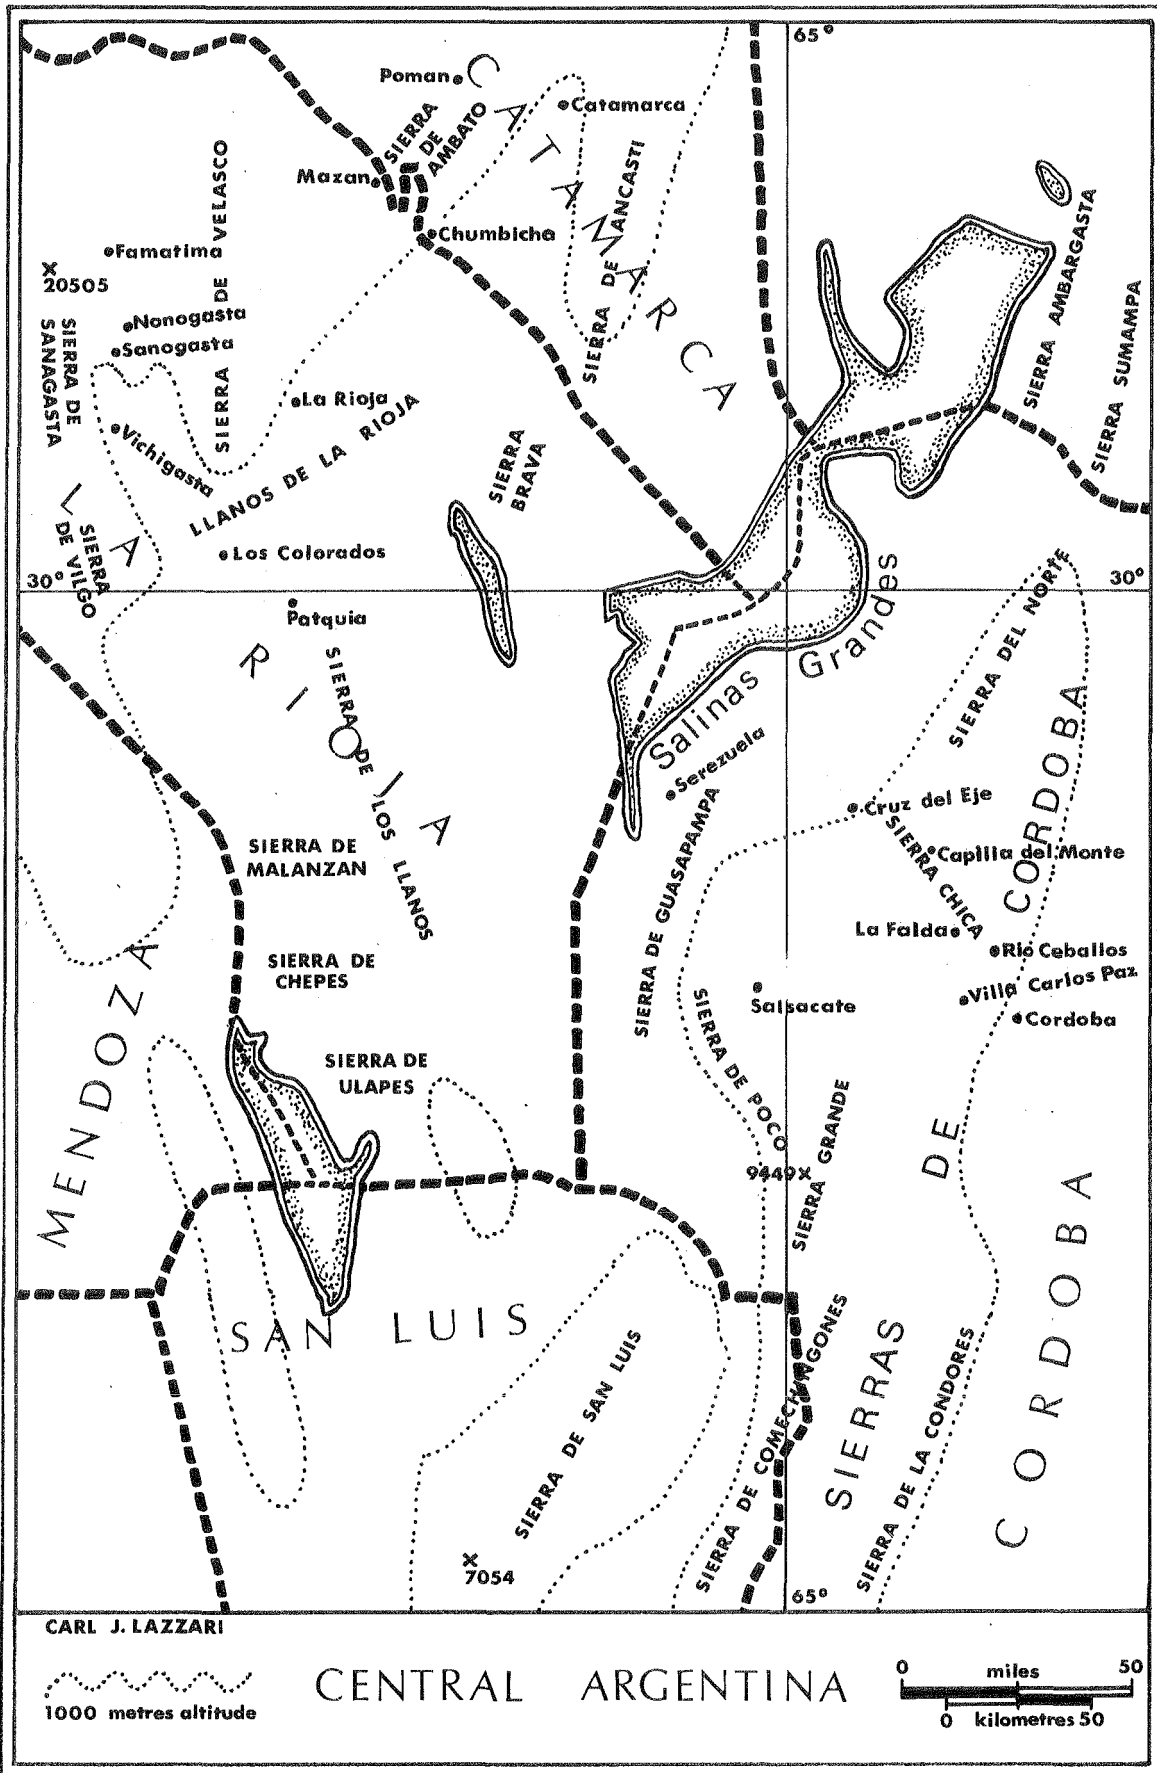 65°
Poman
CATAMARCA
Catamarca
SIERRA
DE
AMBATO
Mazan
SIERRA DE ANCASTI
SIERRA DE VELASCO
Chumbicha
Famatima
20505
SIERRA AMBARGASTA
SIERRA SUMAMPA
Nonogasta
Sanogasta
SIERRA DE
SANAGASTA
La Rioja
Vichigasta
LLANOS DE LA RIOJA
SIERRA
BRAVA
LA RIOJA
SIERRA
DE VILGO
Los Colorados
30°
30°
Patquia
Salinas Grandes
SIERRA DEL NORTE
SIERRA DE LOS LLANOS
Serezuela
Cruz del Eje
SIERRA DE
MALANZAN
SIERRA DE GUASAPAMPA
SIERRA CHICA
Capilla del Monte
La Falda
Rio Ceballos
SIERRA DE
CHEPES
Salsacate
Villa Carlos Paz
Cordoba
MENDOZA
SIERRA DE
ULAPES
SIERRA DE POCO
9449
SIERRA GRANDE
SIERRAS DE CORDOBA
CORDOBA
SAN LUIS
SIERRA DE SAN LUIS
SIERRA DE COMECHINGONES
SIERRA DE LA CONDORES
7054
65°
CARL J. LAZZARI
1000 metres altitude
CENTRAL ARGENTINA
0 miles 50
0 kilometres 50